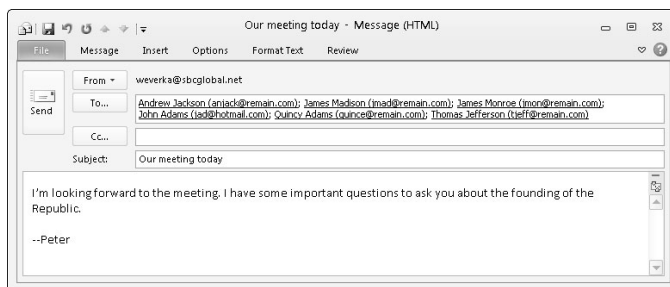 Our meeting today - Message (HTML)
File Message Insert Options Format Text Review
From weverka@sbcglobal.net
Send
To... Andrew Jackson (anjack@remain.com); James Madison (jmad@remain.com); James Monroe (jmon@remain.com);
John Adams (jad@hotmail.com); Quincy Adams (quince@remain.com); Thomas Jefferson (tjeff@remain.com)
Cc...
Subject: Our meeting today
I'm looking forward to the meeting. I have some important questions to ask you about the founding of the
Republic.
--Peter